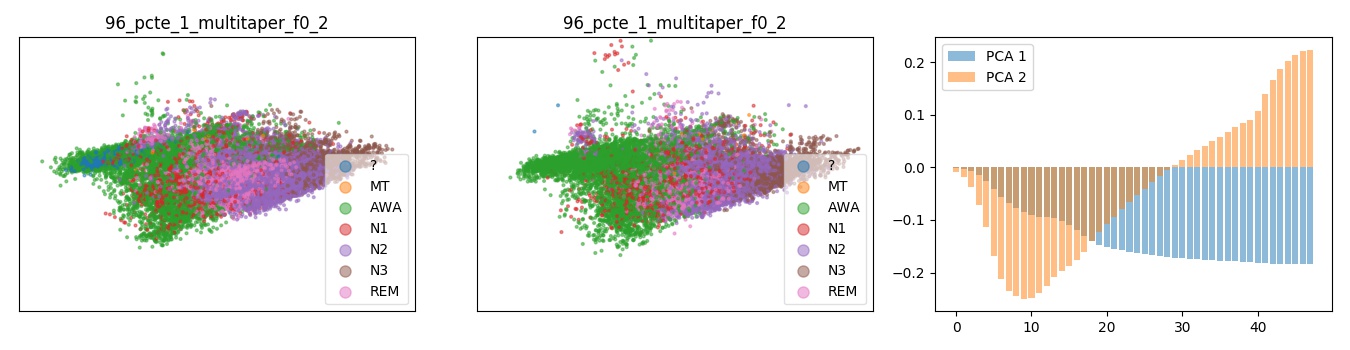 96_pcte_1_multitaper_f0_2
?
MT
AWA
N1
N2
N3
REM
96_pcte_1_multitaper_f0_2
?
MT
AWA
N1
N2
N3
REM
PCA 1
PCA 2
0.2
0.1
0.0
−0.1
−0.2
0 10 20 30 40